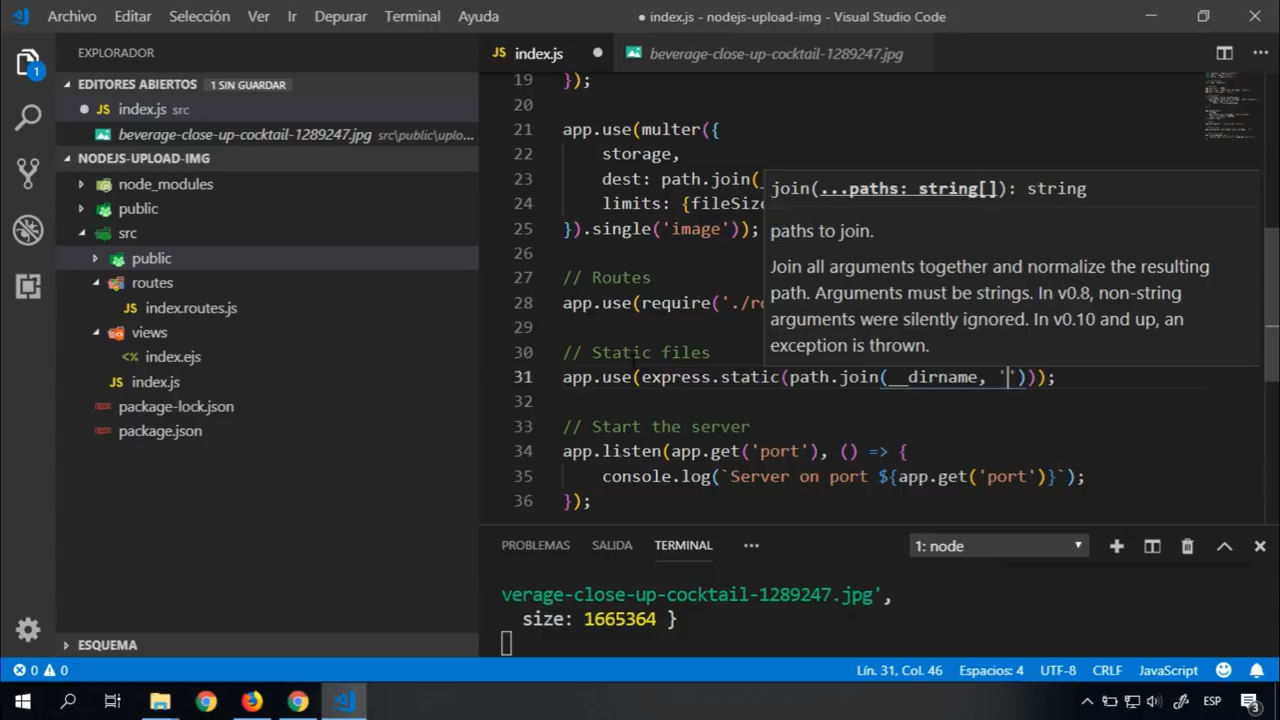 Archivo Editar Selección Ver Ir Depurar Terminal Ayuda
● index.js - nodejs-upload-img - Visual Studio Code
EXPLORADOR
EDITORES ABIERTOS 1 SIN GUARDAR
JS index.js src
beverage-close-up-cocktail-1289247.jpg src\public\uplo...
NODEJS-UPLOAD-IMG
node_modules
public
src
public
routes
JS index.routes.js
views
<%> index.ejs
JS index.js
package-lock.json
package.json
ESQUEMA
1
JS index.js ●
beverage-close-up-cocktail-1289247.jpg
19 });
20
21 app.use(multer({
22 storage,
23 dest: path.join(
24 limits: {fileSize
25 }).single('image'));
26
27 // Routes
28 app.use(require('./ro
29
30 // Static files
31 app.use(express.static(path.join(__dirname, '')));
32
33 // Start the server
34 app.listen(app.get('port'), () => {
35 console.log(`Server on port ${app.get('port')}`);
36 });
join(...paths: string[]): string
paths to join.
Join all arguments together and normalize the resulting
path. Arguments must be strings. In v0.8, non-string
arguments were silently ignored. In v0.10 and up, an
exception is thrown.
PROBLEMAS SALIDA TERMINAL ••• 1: node
verage-close-up-cocktail-1289247.jpg',
size: 1665364 }
0 0 Lín. 31, Col. 46 Espacios: 4 UTF-8 CRLF JavaScript
ESP 3